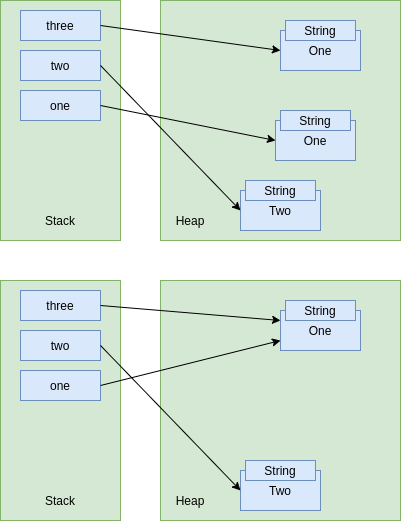 three
String
One
two
one
String
One
String
Two
Stack
Heap
three
String
One
two
one
String
Two
Stack
Heap